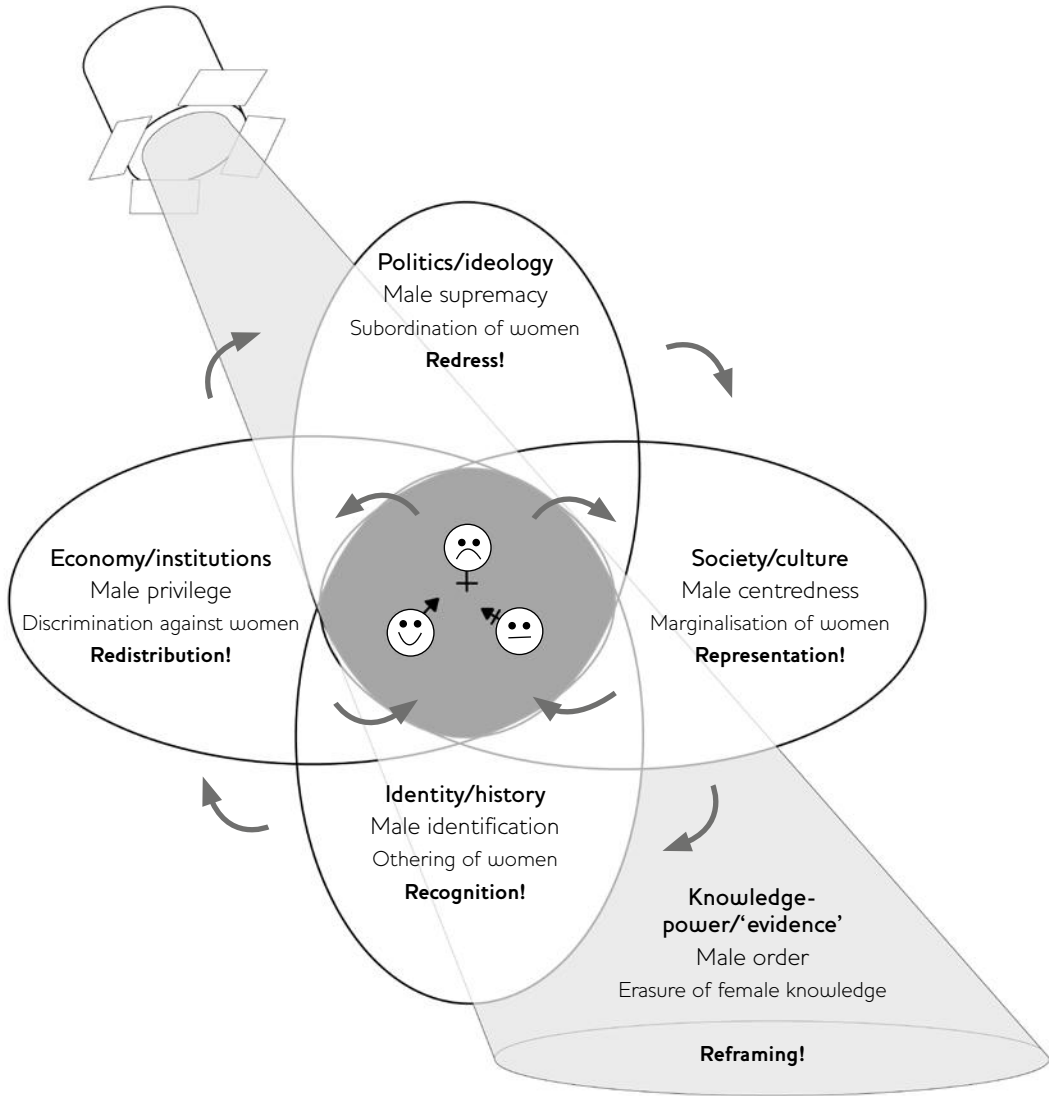 Politics/ideology
Male supremacy
Subordination of women
Redress!
Economy/institutions
Male privilege
Discrimination against women
Redistribution!
Society/culture
Male centredness
Marginalisation of women
Representation!
Identity/history
Male identification
Othering of women
Recognition!
Knowledge-
power/‘evidence’
Male order
Erasure of female knowledge
Reframing!